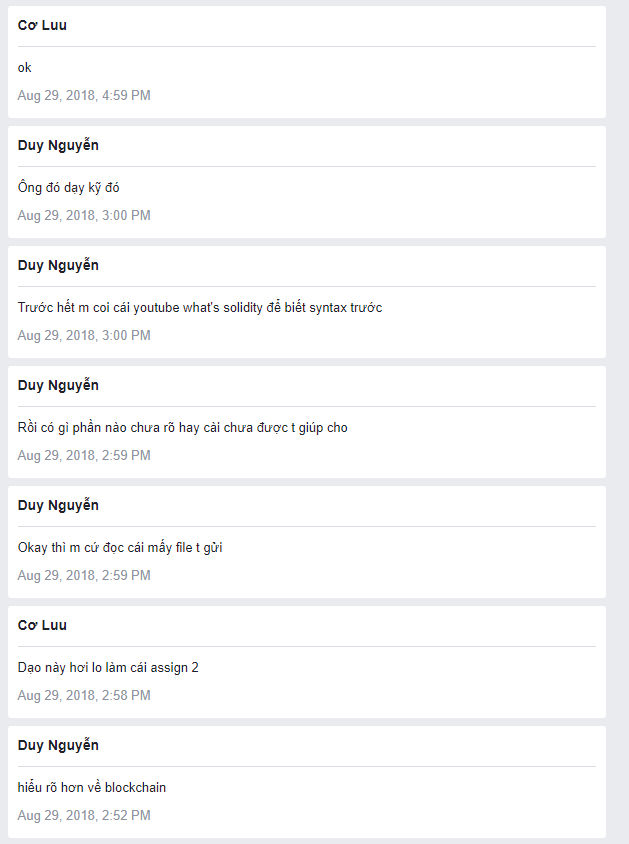 Cơ Luu
ok
Aug 29, 2018, 4:59 PM
Duy Nguyễn
Ông đó dạy kỹ đó
Aug 29, 2018, 3:00 PM
Duy Nguyễn
Trước hết m coi cái youtube what's solidity để biết syntax trước
Aug 29, 2018, 3:00 PM
Duy Nguyễn
Rồi có gì phần nào chưa rõ hay cài chưa được t giúp cho
Aug 29, 2018, 2:59 PM
Duy Nguyễn
Okay thì m cứ đọc cái mấy file t gửi
Aug 29, 2018, 2:59 PM
Cơ Luu
Dạo này hơi lo làm cái assign 2
Aug 29, 2018, 2:58 PM
Duy Nguyễn
hiểu rõ hơn về blockchain
Aug 29, 2018, 2:52 PM